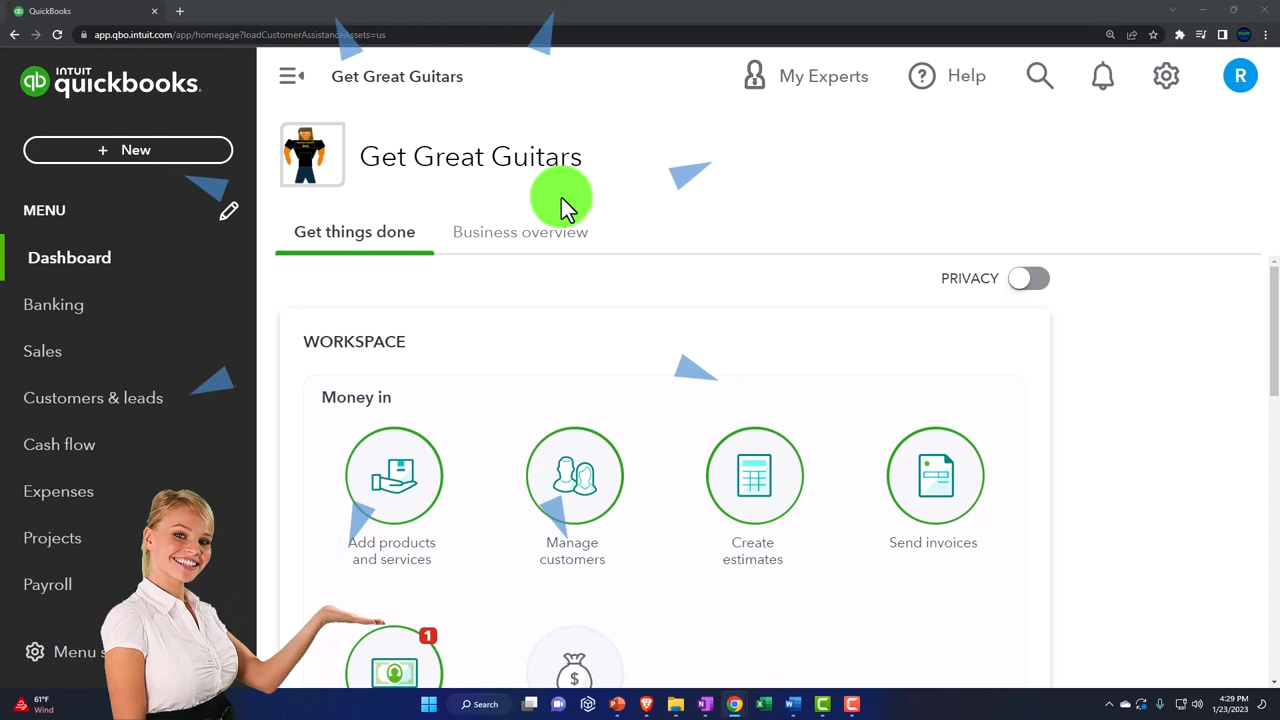 QuickBooks
app.qbo.intuit.com/app/homepage?loadCustomerAssistanceAssets=us
INTUIT
quickbooks.
Get Great Guitars
My Experts
Help
R
+ New
Get Great Guitars
MENU
Get things done
Business overview
Dashboard
PRIVACY
Banking
WORKSPACE
Sales
Money in
Customers & leads
Cash flow
Expenses
Projects
Add products
and services
Manage
customers
Create
estimates
Send invoices
Payroll
1
Menu s
$
61°F
Wind
Search
4:29 PM
1/23/2023